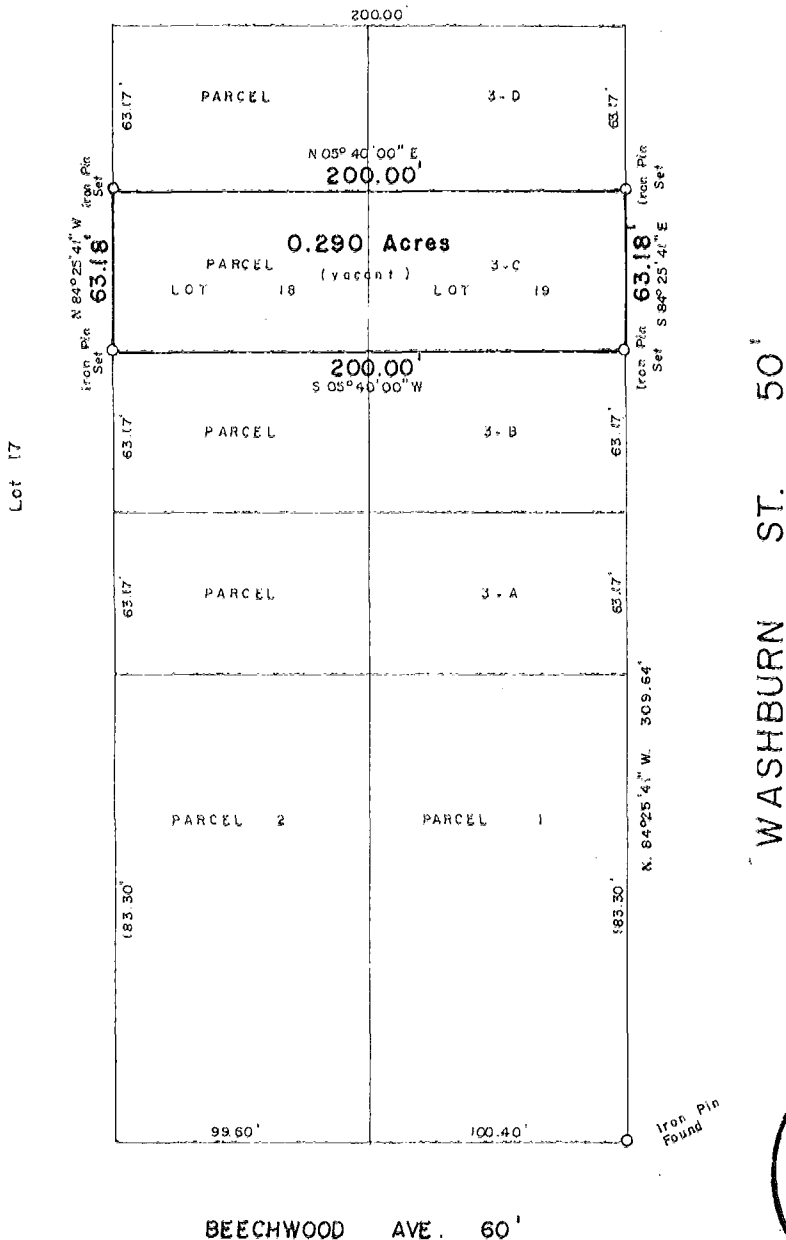 200.00'
63.17'
PARCEL 3-D
63.17'
N 05° 40' 00" E
200.00'
Iron Pin Set
Iron Pin Set
N 84° 25' 41" W
63.18'
0.290 Acres
PARCEL 3-C
(vacant)
LOT 18 LOT 19
63.18'
S 84° 25' 41" E
Iron Pin Set
Iron Pin Set
200.00'
S 05° 40' 00" W
63.17'
PARCEL 3-B
63.17'
Lot 17
WASHBURN ST. 50'
63.17'
PARCEL 3-A
63.17'
N. 84° 25' 41" W. 309.64'
PARCEL 2
PARCEL 1
183.30'
183.30'
99.60'
100.40'
Iron Pin
Found
BEECHWOOD AVE. 60'